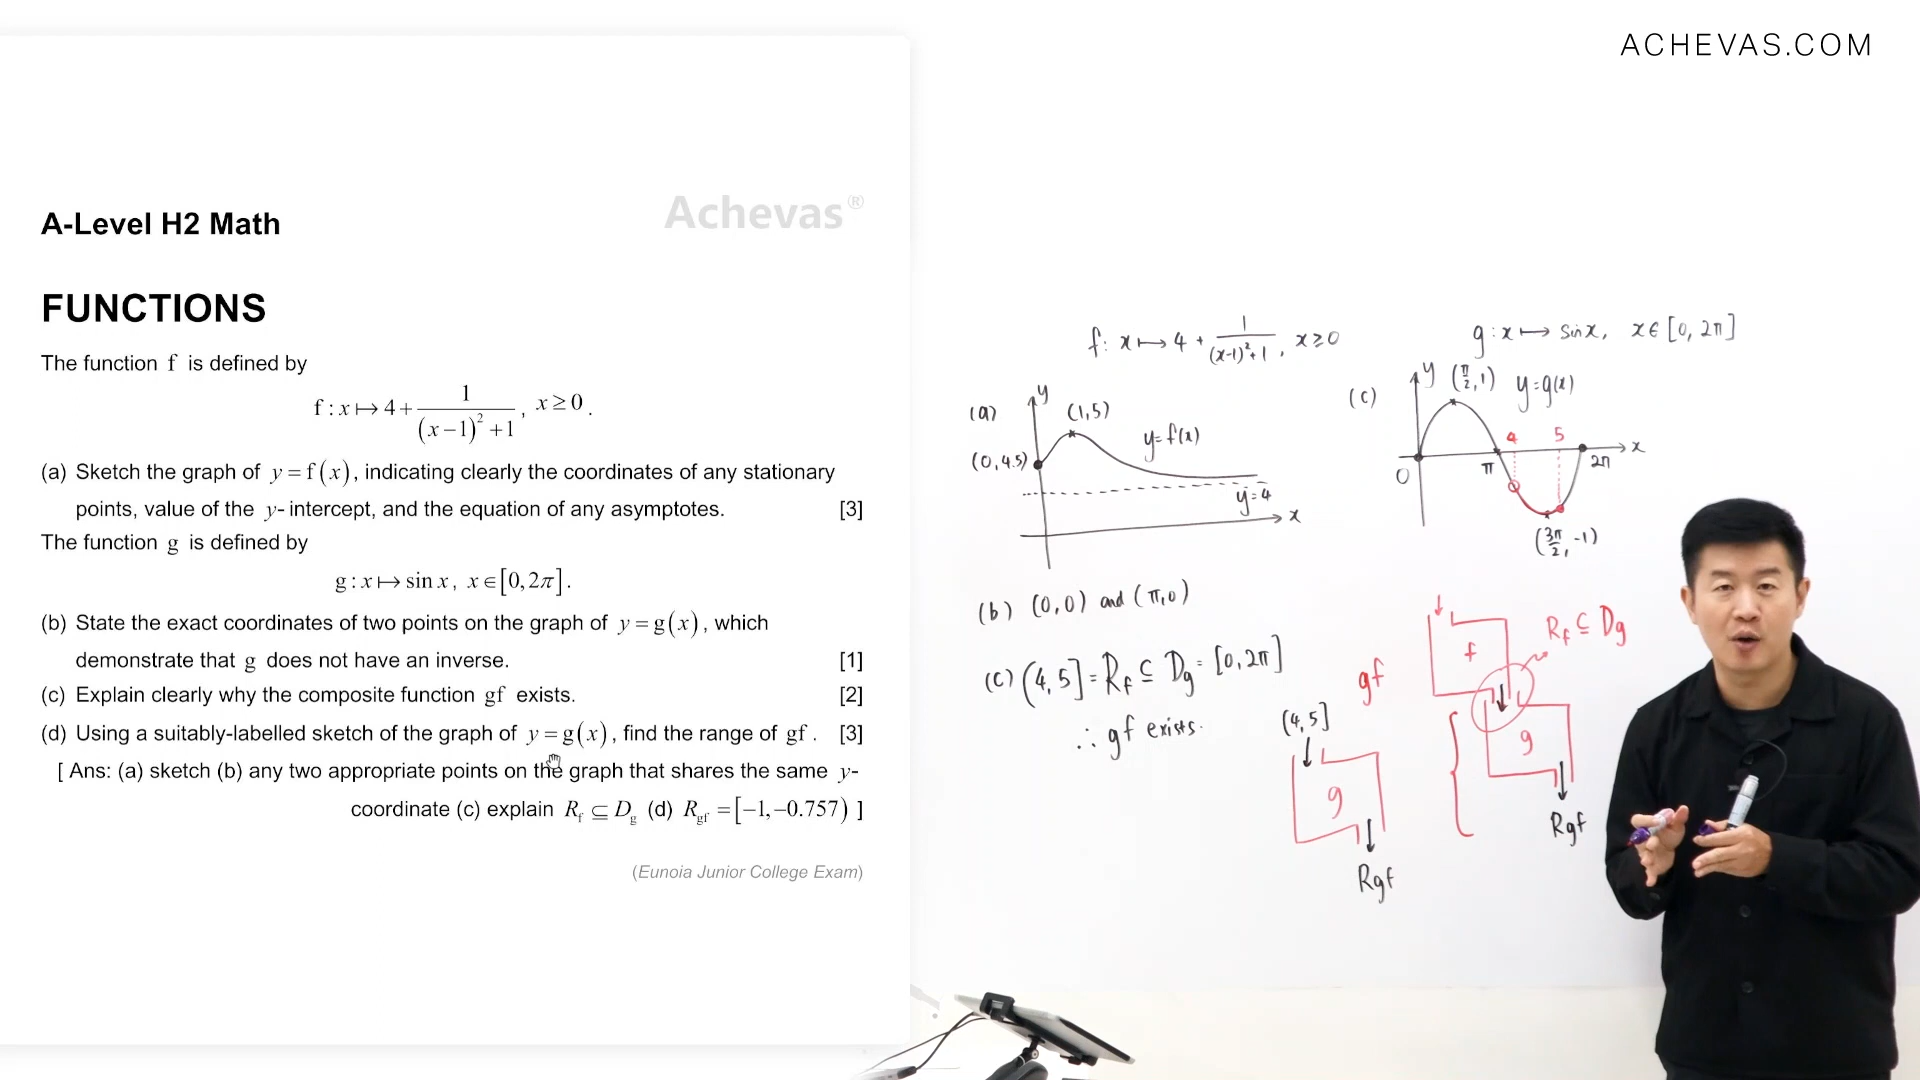 ACHEVAS.COM
Achevas®
A-Level H2 Math
FUNCTIONS
The function f is defined by
f : x ↦ 4 + 1/((x−1)² + 1), x ≥ 0.
(a) Sketch the graph of y = f(x), indicating clearly the coordinates of any stationary
points, value of the y- intercept, and the equation of any asymptotes. [3]
The function g is defined by
g : x ↦ sin x, x ∈ [0, 2π].
(b) State the exact coordinates of two points on the graph of y = g(x), which
demonstrate that g does not have an inverse. [1]
(c) Explain clearly why the composite function gf exists. [2]
(d) Using a suitably-labelled sketch of the graph of y = g(x), find the range of gf. [3]
[ Ans: (a) sketch (b) any two appropriate points on the graph that shares the same y-
coordinate (c) explain R_f ⊆ D_g (d) R_gf = [−1, −0.757) ]
(Eunoia Junior College Exam)
f: x ↦ 4 + 1/((x-1)²+1), x ≥ 0
(a)
y
(1,5)
(0,4.5)
y=f(x)
y=4
x
(b) (0,0) and (π,0)
(c) (4,5] = Rf ⊆ Dg = [0,2π]
∴ gf exists.
g : x ↦ sin x, x ∈ [0, 2π]
(c)
y
(π/2, 1)
y=g(x)
4
5
x
0
π
2π
(3π/2, -1)
gf
(4,5]
g
Rgf
f
Rf ⊆ Dg
g
Rgf